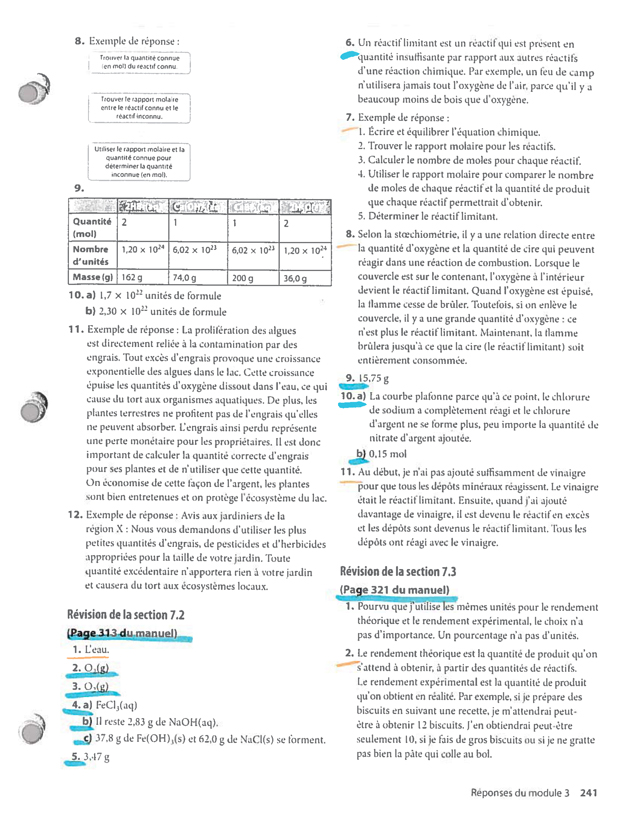 8. Exemple de réponse :
Trouver la quantité connue
(en mol) du réactif connu.
Trouver le rapport molaire
entre le réactif connu et le
réactif inconnu.
Utiliser le rapport molaire et la
quantité connue pour
déterminer la quantité
inconnue (en mol).
9.
Quantité (mol) 2 1 1 2
Nombre d'unités 1,20 × 10²⁴ 6,02 × 10²³ 6,02 × 10²³ 1,20 × 10²⁴
Masse (g) 162 g 74,0 g 200 g 36,0 g
10. a) 1,7 × 10²² unités de formule
b) 2,30 × 10²² unités de formule
11. Exemple de réponse : La prolifération des algues
est directement reliée à la contamination par des
engrais. Tout excès d'engrais provoque une croissance
exponentielle des algues dans le lac. Cette croissance
épuise les quantités d'oxygène dissout dans l'eau, ce qui
cause du tort aux organismes aquatiques. De plus, les
plantes terrestres ne profitent pas de l'engrais qu'elles
ne peuvent absorber. L'engrais ainsi perdu représente
une perte monétaire pour les propriétaires. Il est donc
important de calculer la quantité correcte d'engrais
pour ses plantes et de n'utiliser que cette quantité.
On économise de cette façon de l'argent, les plantes
sont bien entretenues et on protège l'écosystème du lac.
12. Exemple de réponse : Avis aux jardiniers de la
région X : Nous vous demandons d'utiliser les plus
petites quantités d'engrais, de pesticides et d'herbicides
appropriées pour la taille de votre jardin. Toute
quantité excédentaire n'apportera rien à votre jardin
et causera du tort aux écosystèmes locaux.
Révision de la section 7.2
(Page 313 du manuel)
1. L'eau.
2. O₂(g)
3. O₂(g)
4. a) FeCl₃(aq)
b) Il reste 2,83 g de NaOH(aq).
c) 37.8 g de Fe(OH)₃(s) et 62,0 g de NaCl(s) se forment.
5. 3,47 g
6. Un réactif limitant est un réactif qui est présent en
quantité insuffisante par rapport aux autres réactifs
d'une réaction chimique. Par exemple, un feu de camp
n'utilisera jamais tout l'oxygène de l'air, parce qu'il y a
beaucoup moins de bois que d'oxygène.
7. Exemple de réponse :
1. Écrire et équilibrer l'équation chimique.
2. Trouver le rapport molaire pour les réactifs.
3. Calculer le nombre de moles pour chaque réactif.
4. Utiliser le rapport molaire pour comparer le nombre
de moles de chaque réactif et la quantité de produit
que chaque réactif permettrait d'obtenir.
5. Déterminer le réactif limitant.
8. Selon la stœchiométrie, il y a une relation directe entre
la quantité d'oxygène et la quantité de cire qui peuvent
réagir dans une réaction de combustion. Lorsque le
couvercle est sur le contenant, l'oxygène à l'intérieur
devient le réactif limitant. Quand l'oxygène est épuisé,
la flamme cesse de brûler. Toutefois, si on enlève le
couvercle, il y a une grande quantité d'oxygène : ce
n'est plus le réactif limitant. Maintenant, la flamme
brûlera jusqu'à ce que la cire (le réactif limitant) soit
entièrement consommée.
9. 15,75 g
10. a) La courbe plafonne parce qu'à ce point, le chlorure
de sodium a complètement réagi et le chlorure
d'argent ne se forme plus, peu importe la quantité de
nitrate d'argent ajoutée.
b) 0,15 mol
11. Au début, je n'ai pas ajouté suffisamment de vinaigre
pour que tous les dépôts minéraux réagissent. Le vinaigre
était le réactif limitant. Ensuite, quand j'ai ajouté
davantage de vinaigre, il est devenu le réactif en excès
et les dépôts sont devenus le réactif limitant. Tous les
dépôts ont réagi avec le vinaigre.
Révision de la section 7.3
(Page 321 du manuel)
1. Pourvu que j'utilise les mêmes unités pour le rendement
théorique et le rendement expérimental, le choix n'a
pas d'importance. Un pourcentage n'a pas d'unités.
2. Le rendement théorique est la quantité de produit qu'on
s'attend à obtenir, à partir des quantités de réactifs.
Le rendement expérimental est la quantité de produit
qu'on obtient en réalité. Par exemple, si je prépare des
biscuits en suivant une recette, je m'attendrai peut-
être à obtenir 12 biscuits. J'en obtiendrai peut-être
seulement 10, si je fais de gros biscuits ou si je ne gratte
pas bien la pâte qui colle au bol.
Réponses du module 3 241